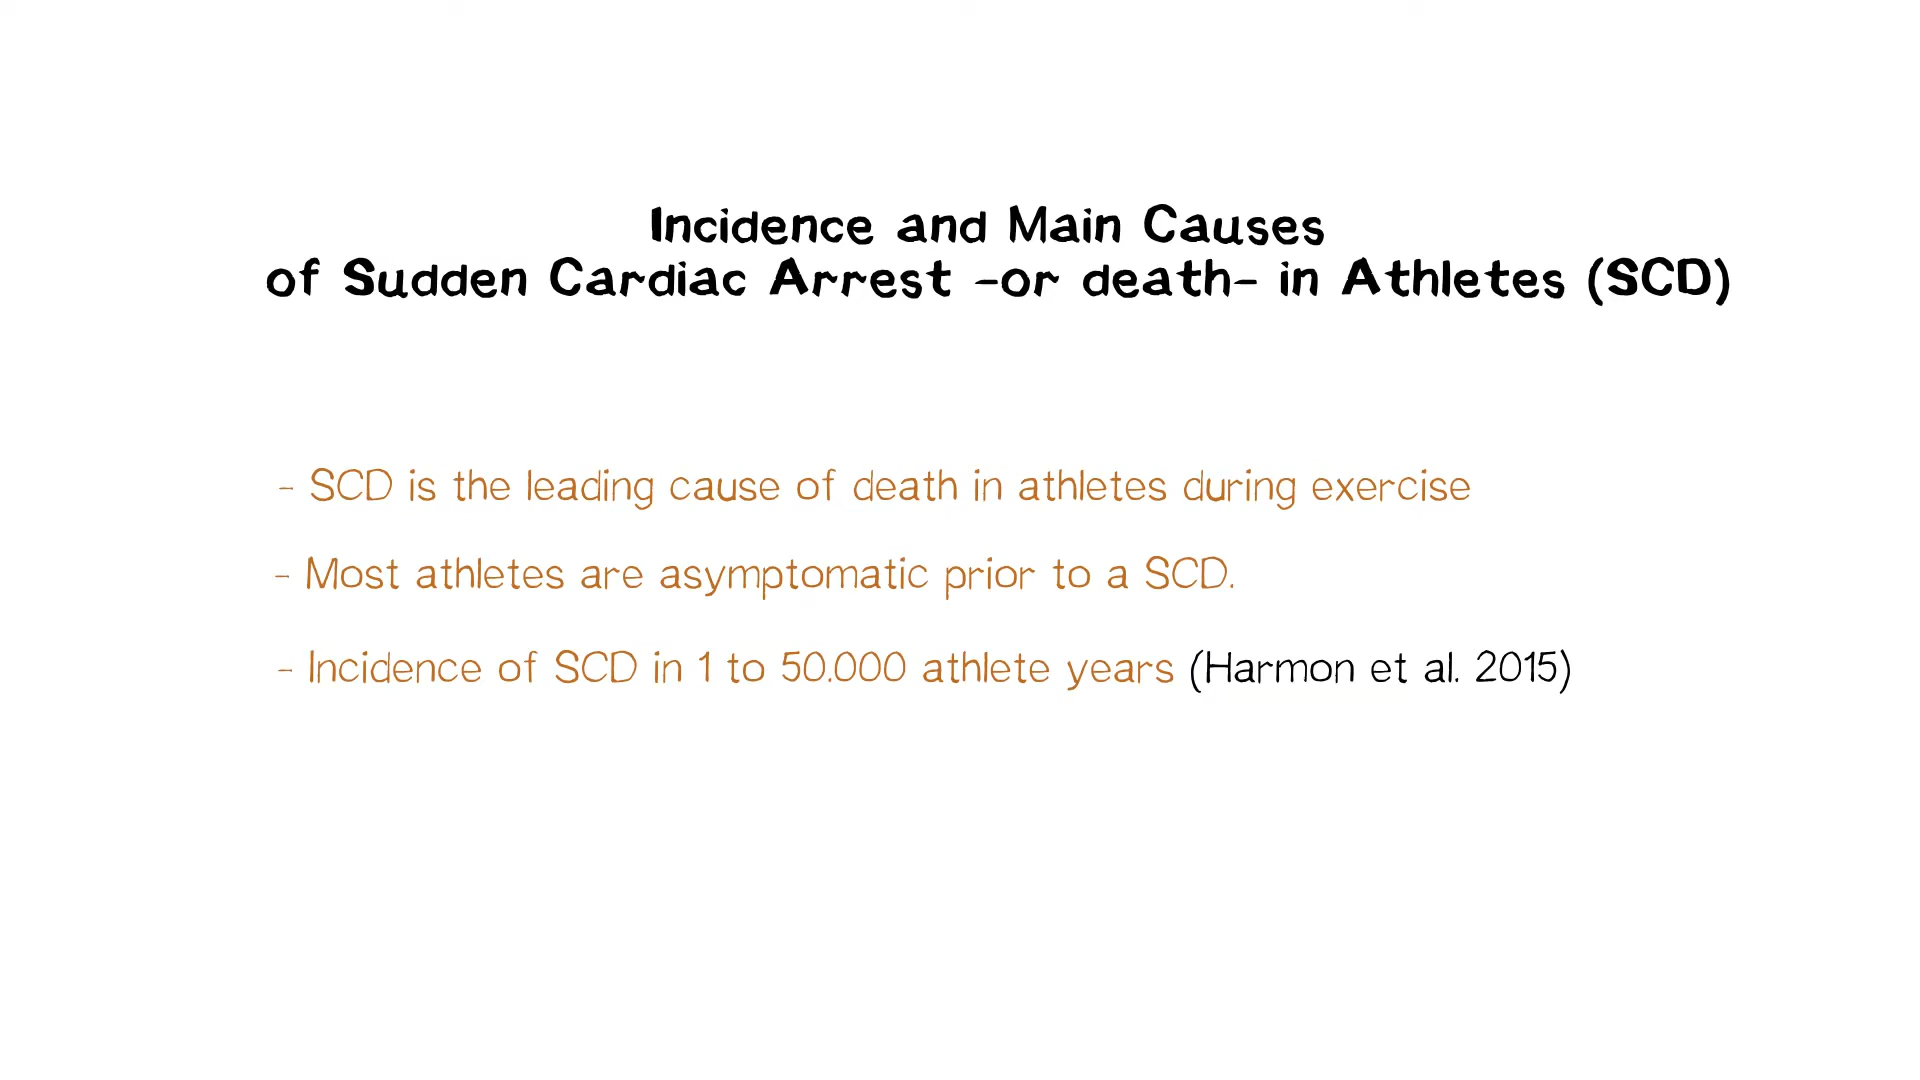 Incidence and Main Causes
of Sudden Cardiac Arrest -or death- in Athletes (SCD)
- SCD is the leading cause of death in athletes during exercise
- Most athletes are asymptomatic prior to a SCD.
- Incidence of SCD in 1 to 50.000 athlete years (Harmon et al. 2015)